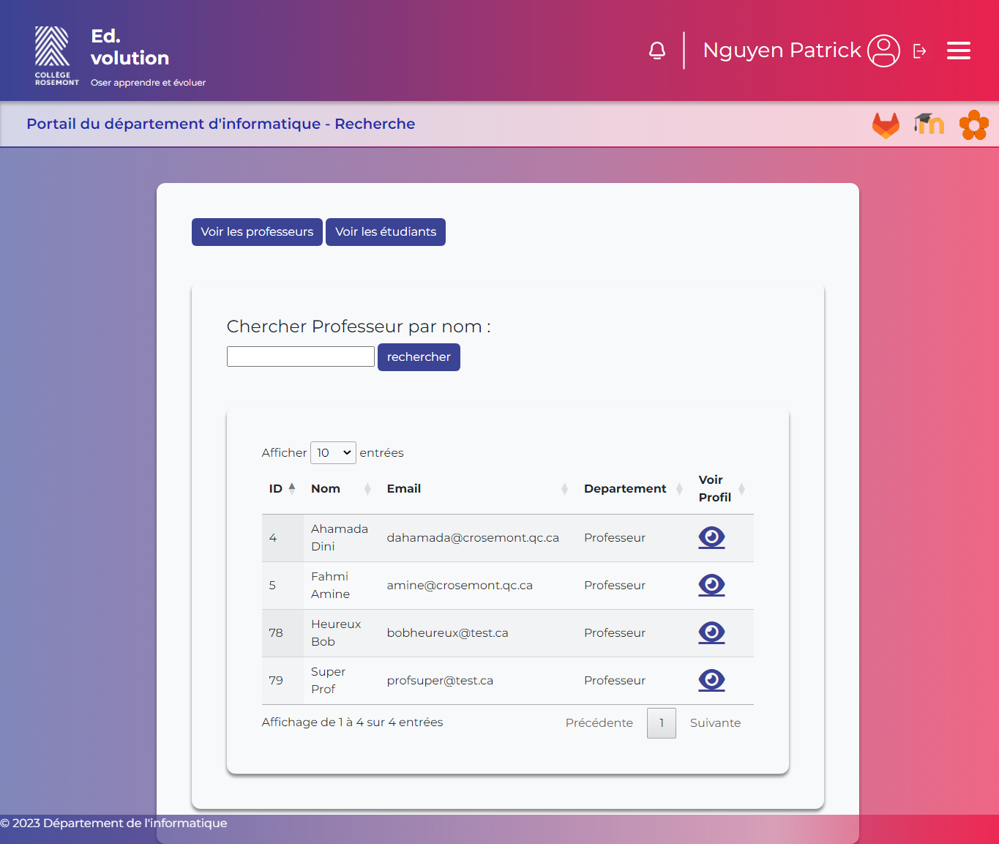 COLLÈGE
ROSEMONT
Ed.
volution
Oser apprendre et évoluer
Nguyen Patrick
Portail du département d'informatique - Recherche
Voir les professeurs
Voir les étudiants
Chercher Professeur par nom :
rechercher
Afficher 10 entrées
ID Nom Email Departement Voir Profil
4 Ahamada Dini dahamada@crosemont.qc.ca Professeur
5 Fahmi Amine amine@crosemont.qc.ca Professeur
78 Heureux Bob bobheureux@test.ca Professeur
79 Super Prof profsuper@test.ca Professeur
Affichage de 1 à 4 sur 4 entrées
Précédente 1 Suivante
© 2023 Département de l'informatique